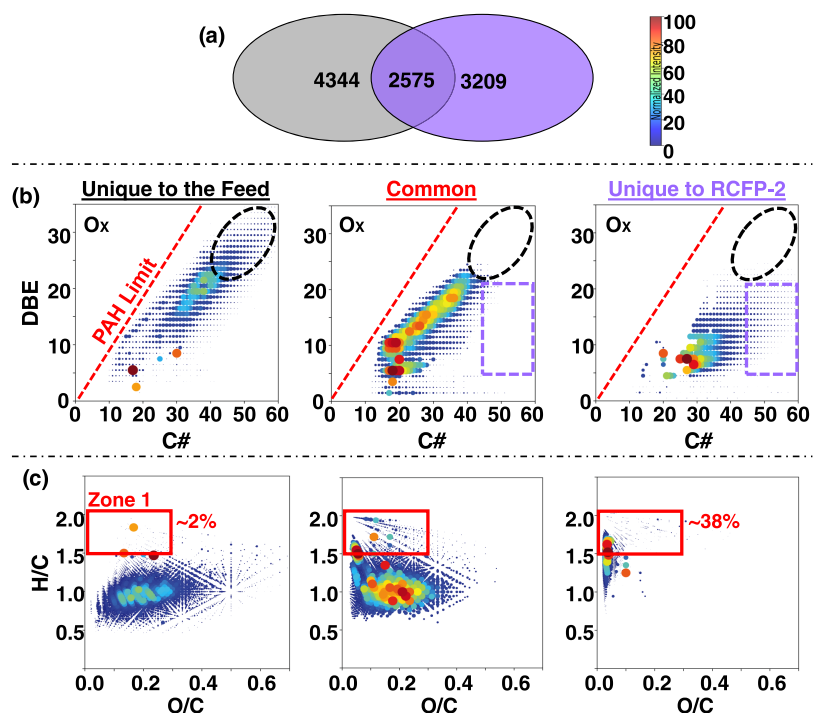 (a)
4344 2575 3209
100
80
60
40
20
0
Normalized Intensity
(b)
Unique to the Feed Common Unique to RCFP-2
Ox Ox Ox
PAH Limit
DBE
30
20
10
0
0 10 20 30 40 50 60
C#
30
20
10
0
0 10 20 30 40 50 60
C#
30
20
10
0
0 10 20 30 40 50 60
C#
(c)
Zone 1
~2%
~38%
H/C
2.0
1.5
1.0
0.5
0.0 0.2 0.4 0.6
O/C
2.0
1.5
1.0
0.5
0.0 0.2 0.4 0.6
O/C
2.0
1.5
1.0
0.5
0.0 0.2 0.4 0.6
O/C